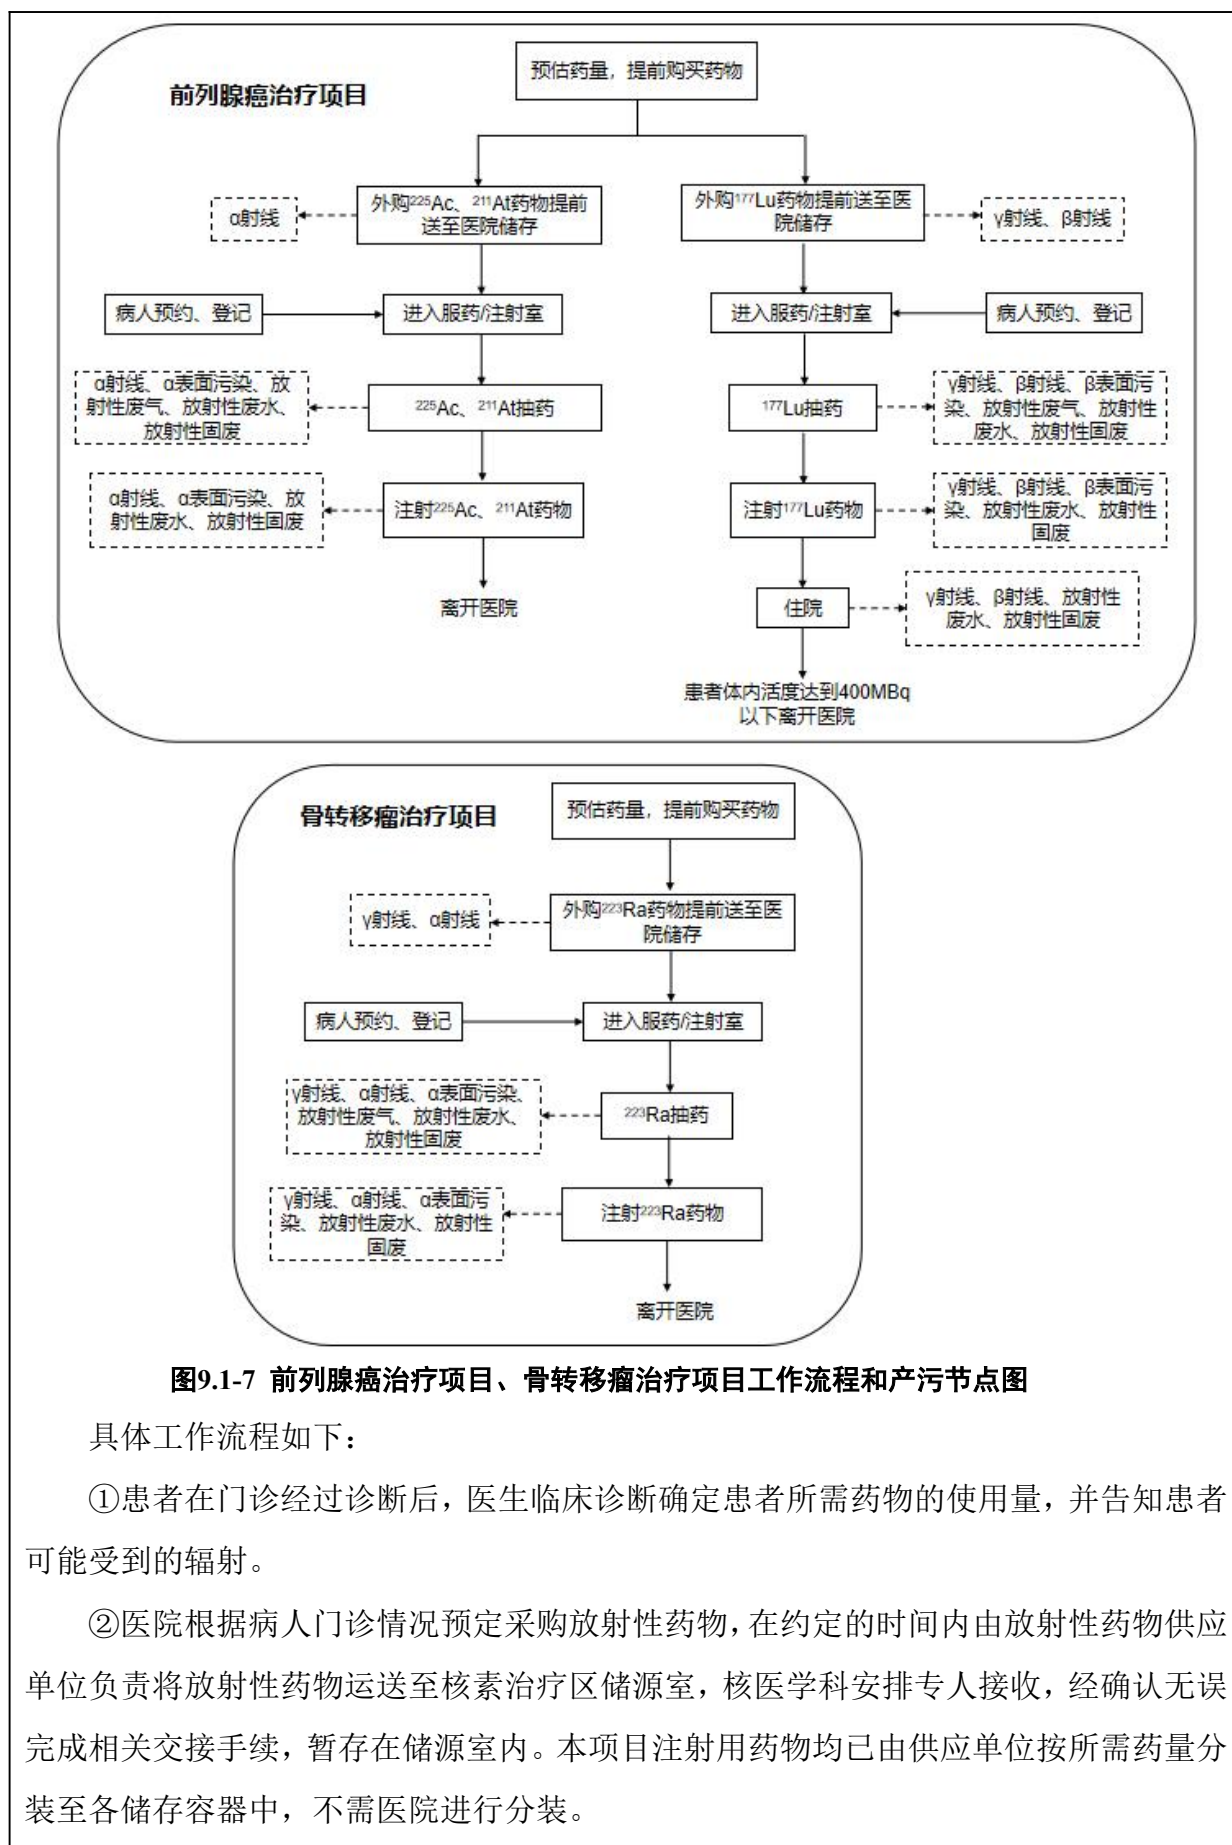 前列腺癌治疗项目
预估药量，提前购买药物
外购²²⁵Ac、²¹¹At药物提前
送至医院储存
α射线
外购¹⁷⁷Lu药物提前送至医
院储存
γ射线、β射线
病人预约、登记
进入服药/注射室
进入服药/注射室
病人预约、登记
α射线、α表面污染、放
射性废气、放射性废水、
放射性固废
²²⁵Ac、²¹¹At抽药
¹⁷⁷Lu抽药
γ射线、β射线、β表面污
染、放射性废气、放射性
废水、放射性固废
α射线、α表面污染、放
射性废水、放射性固废
注射²²⁵Ac、²¹¹At药物
注射¹⁷⁷Lu药物
γ射线、β射线、β表面污
染、放射性废水、放射性
固废
离开医院
住院
γ射线、β射线、放射性
废水、放射性固废
患者体内活度达到400MBq
以下离开医院
骨转移瘤治疗项目
预估药量，提前购买药物
γ射线、α射线
外购²²³Ra药物提前送至医
院储存
病人预约、登记
进入服药/注射室
γ射线、α射线、α表面污染、
放射性废气、放射性废水、
放射性固废
²²³Ra抽药
γ射线、α射线、α表面污
染、放射性废水、放射性
固废
注射²²³Ra药物
离开医院
图9.1-7 前列腺癌治疗项目、骨转移瘤治疗项目工作流程和产污节点图
具体工作流程如下：
①患者在门诊经过诊断后，医生临床诊断确定患者所需药物的使用量，并告知患者
可能受到的辐射。
②医院根据病人门诊情况预定采购放射性药物，在约定的时间内由放射性药物供应
单位负责将放射性药物运送至核素治疗区储源室，核医学科安排专人接收，经确认无误
完成相关交接手续，暂存在储源室内。本项目注射用药物均已由供应单位按所需药量分
装至各储存容器中，不需医院进行分装。